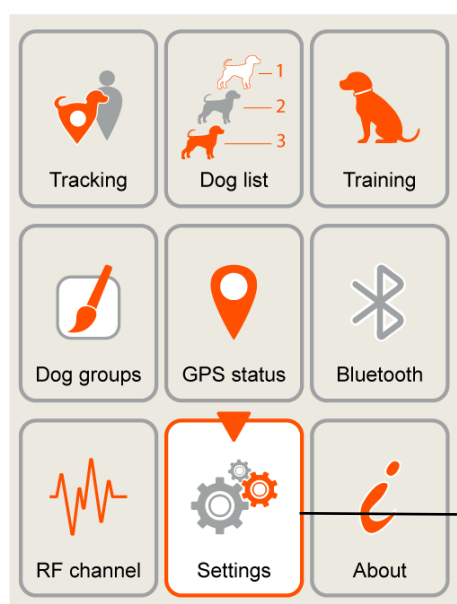 1
2
3
Tracking
Dog list
Training
Dog groups
GPS status
Bluetooth
RF channel
Settings
About